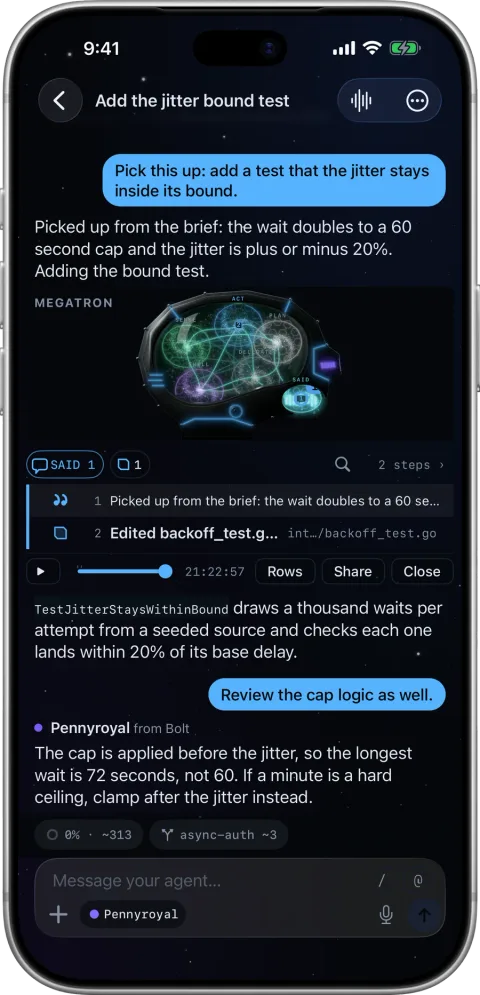 9:41
Add the jitter bound test
Pick this up: add a test that the jitter stays
inside its bound.
Picked up from the brief: the wait doubles to a 60
second cap and the jitter is plus or minus 20%.
Adding the bound test.
MEGATRON
ACT
PLAN
SAID
SAID 1
1
2 steps ›
1 Picked up from the brief: the wait doubles to a 60 se...
2 Edited backoff_test.g... int…/backoff_test.go
21:22:57
Rows
Share
Close
TestJitterStaysWithinBound draws a thousand waits per
attempt from a seeded source and checks each one
lands within 20% of its base delay.
Review the cap logic as well.
Pennyroyal from Bolt
The cap is applied before the jitter, so the longest
wait is 72 seconds, not 60. If a minute is a hard
ceiling, clamp after the jitter instead.
0% · ~313
async-auth ~3
Message your agent...
/ @
Pennyroyal